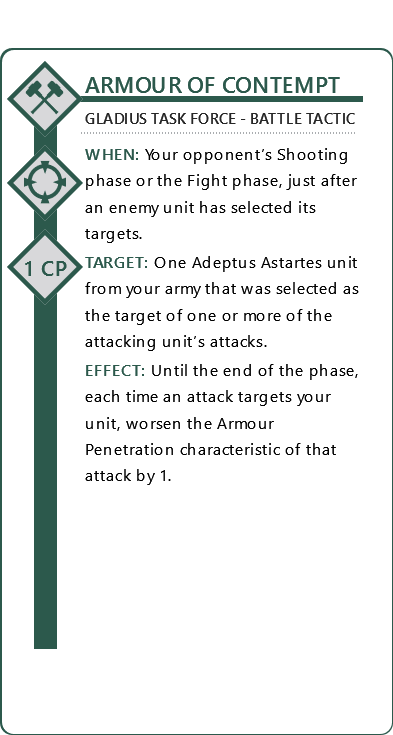 ARMOUR OF CONTEMPT
GLADIUS TASK FORCE - BATTLE TACTIC
WHEN: Your opponent's Shooting
phase or the Fight phase, just after
an enemy unit has selected its
targets.
1 CP
TARGET: One Adeptus Astartes unit
from your army that was selected as
the target of one or more of the
attacking unit's attacks.
EFFECT: Until the end of the phase,
each time an attack targets your
unit, worsen the Armour
Penetration characteristic of that
attack by 1.